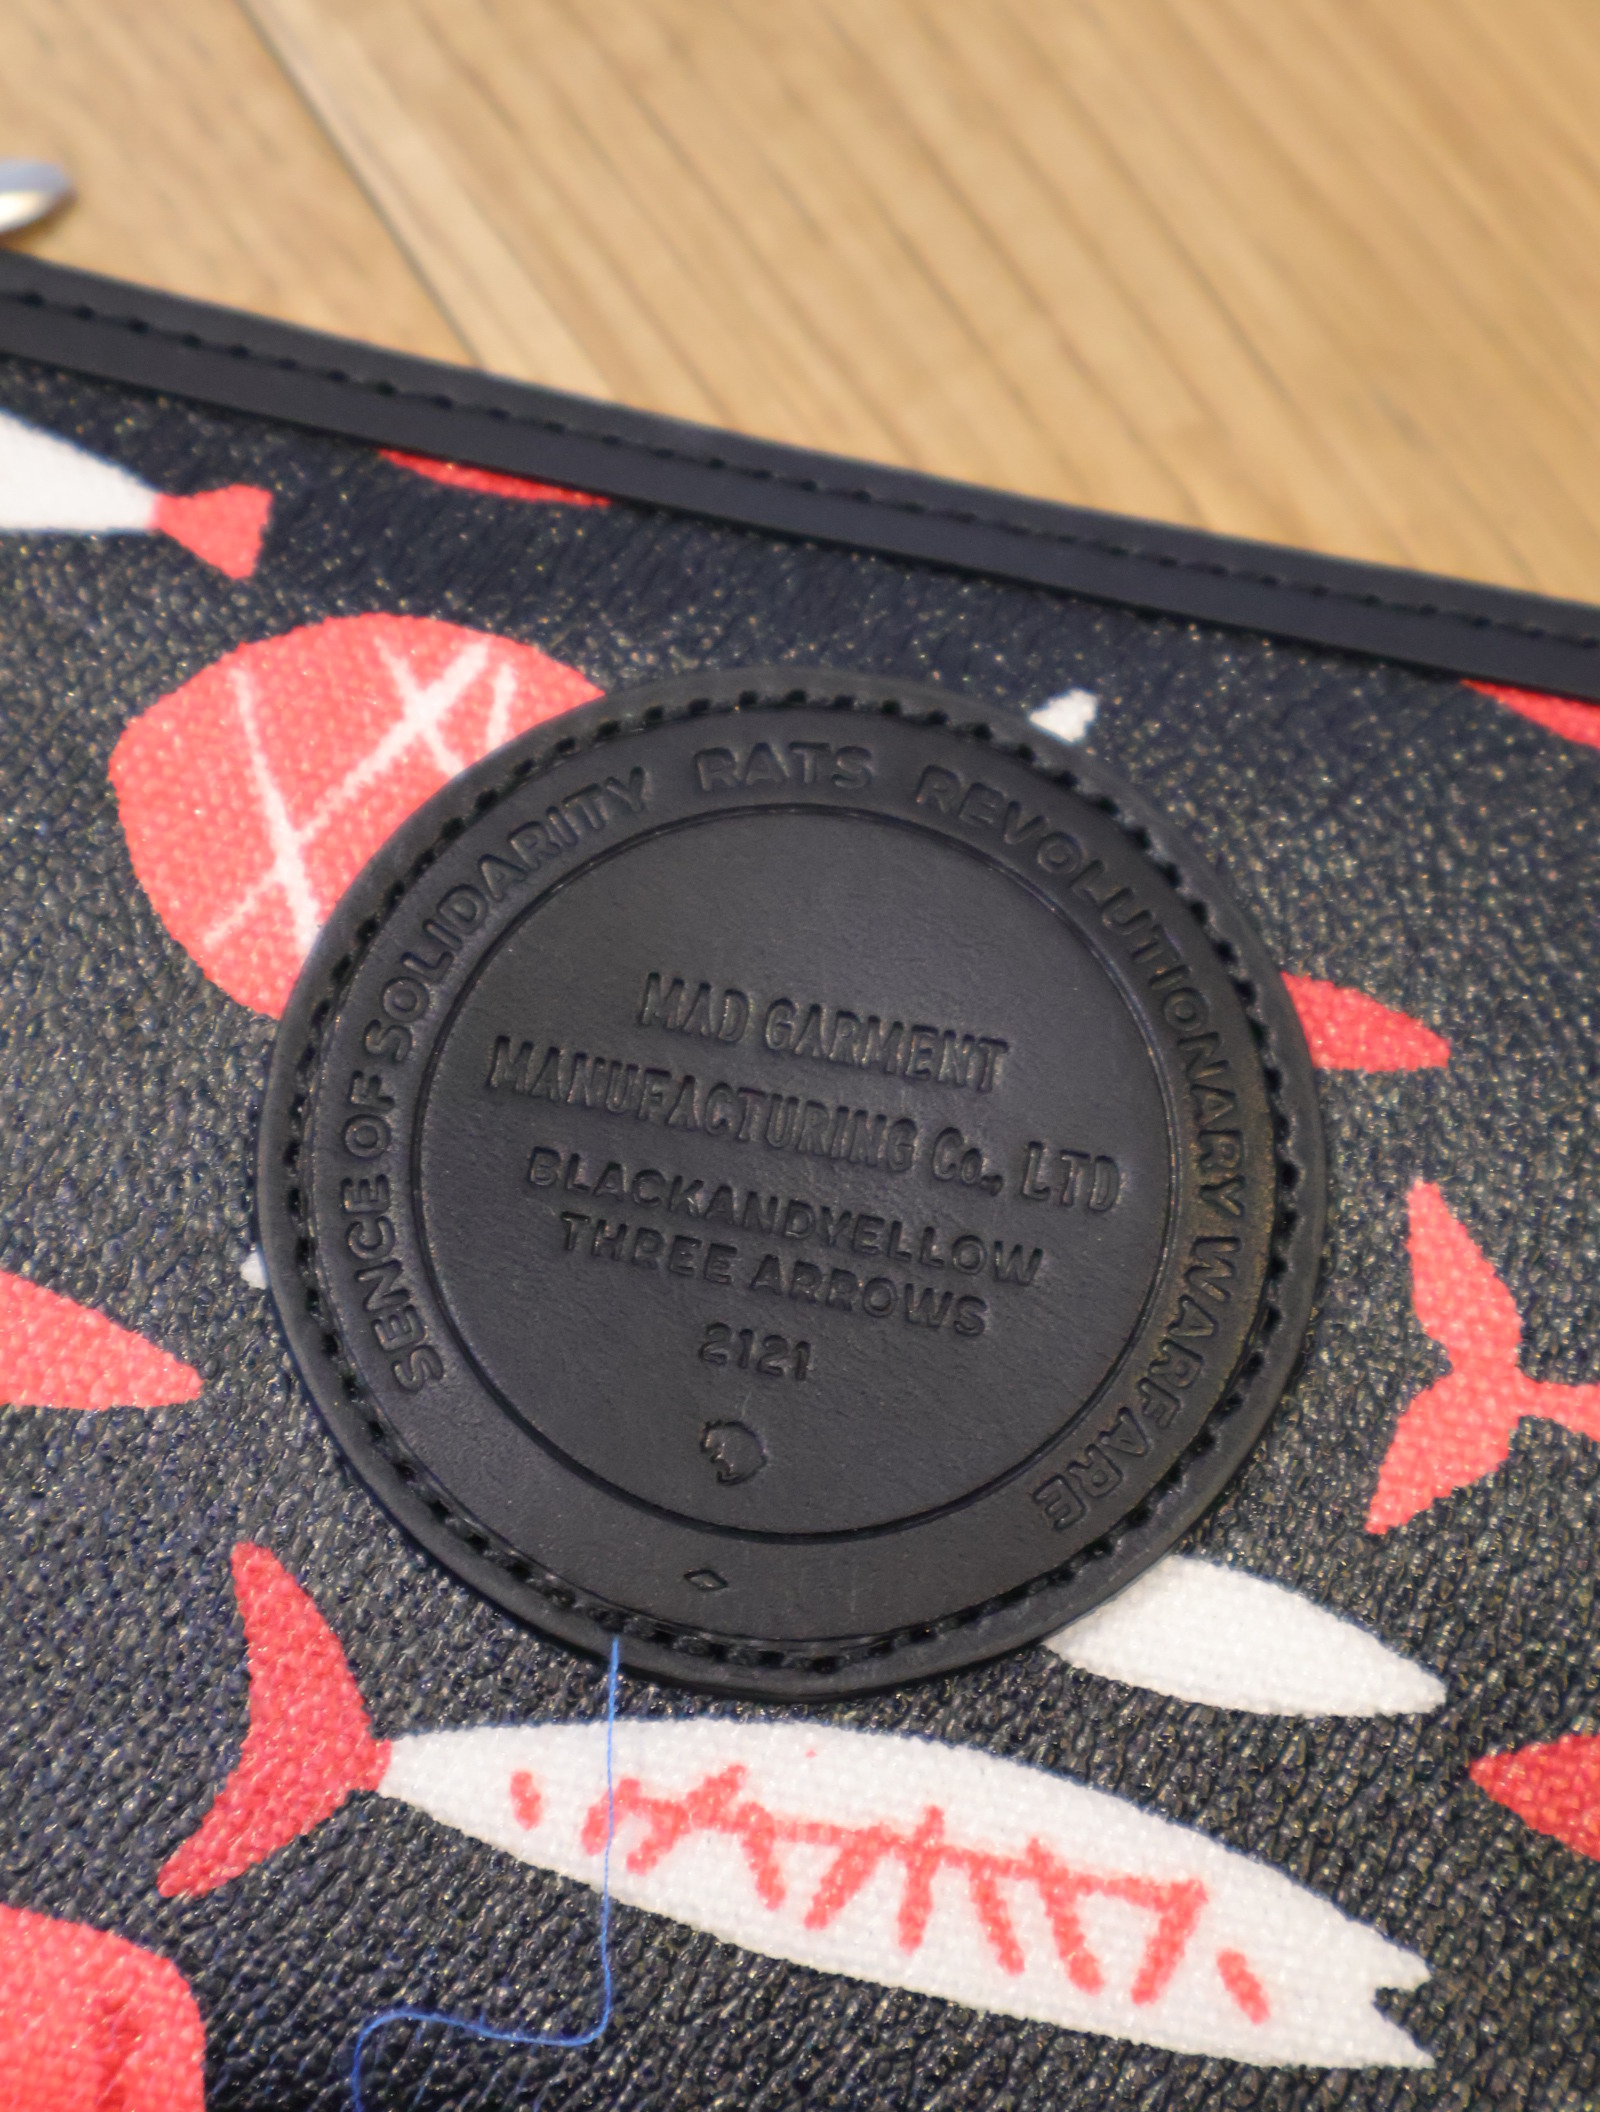 SENCE OF SOLIDARITY RATS REVOLUTIONARY WARFARE
MAD GARMENT
MANUFACTURING Co., LTD
BLACKANDYELLOW
THREE ARROWS
2121